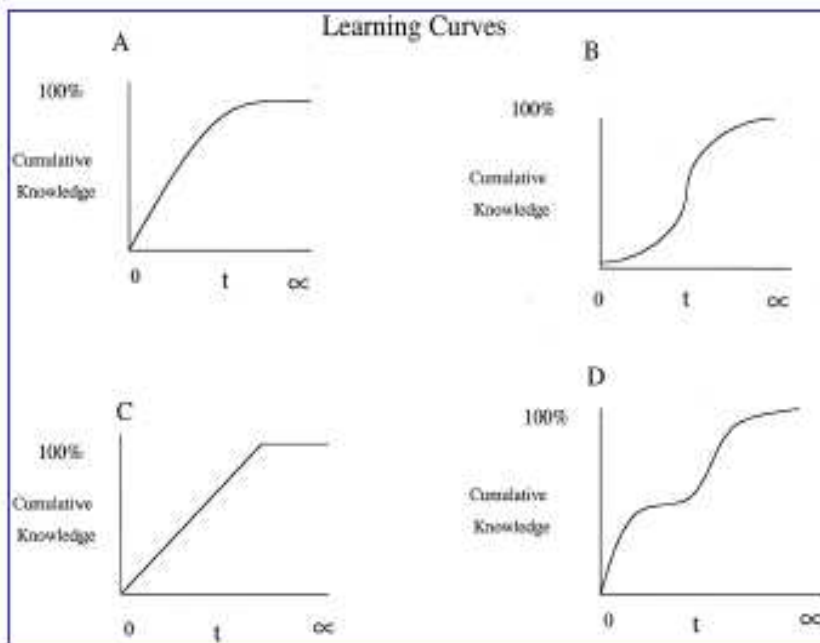 Learning Curves
A
100%
Cumulative
Knowledge
0 t ∝
B
100%
Cumulative
Knowledge
0 t ∝
C
100%
Cumulative
Knowledge
0 t ∝
D
100%
Cumulative
Knowledge
0 t ∝